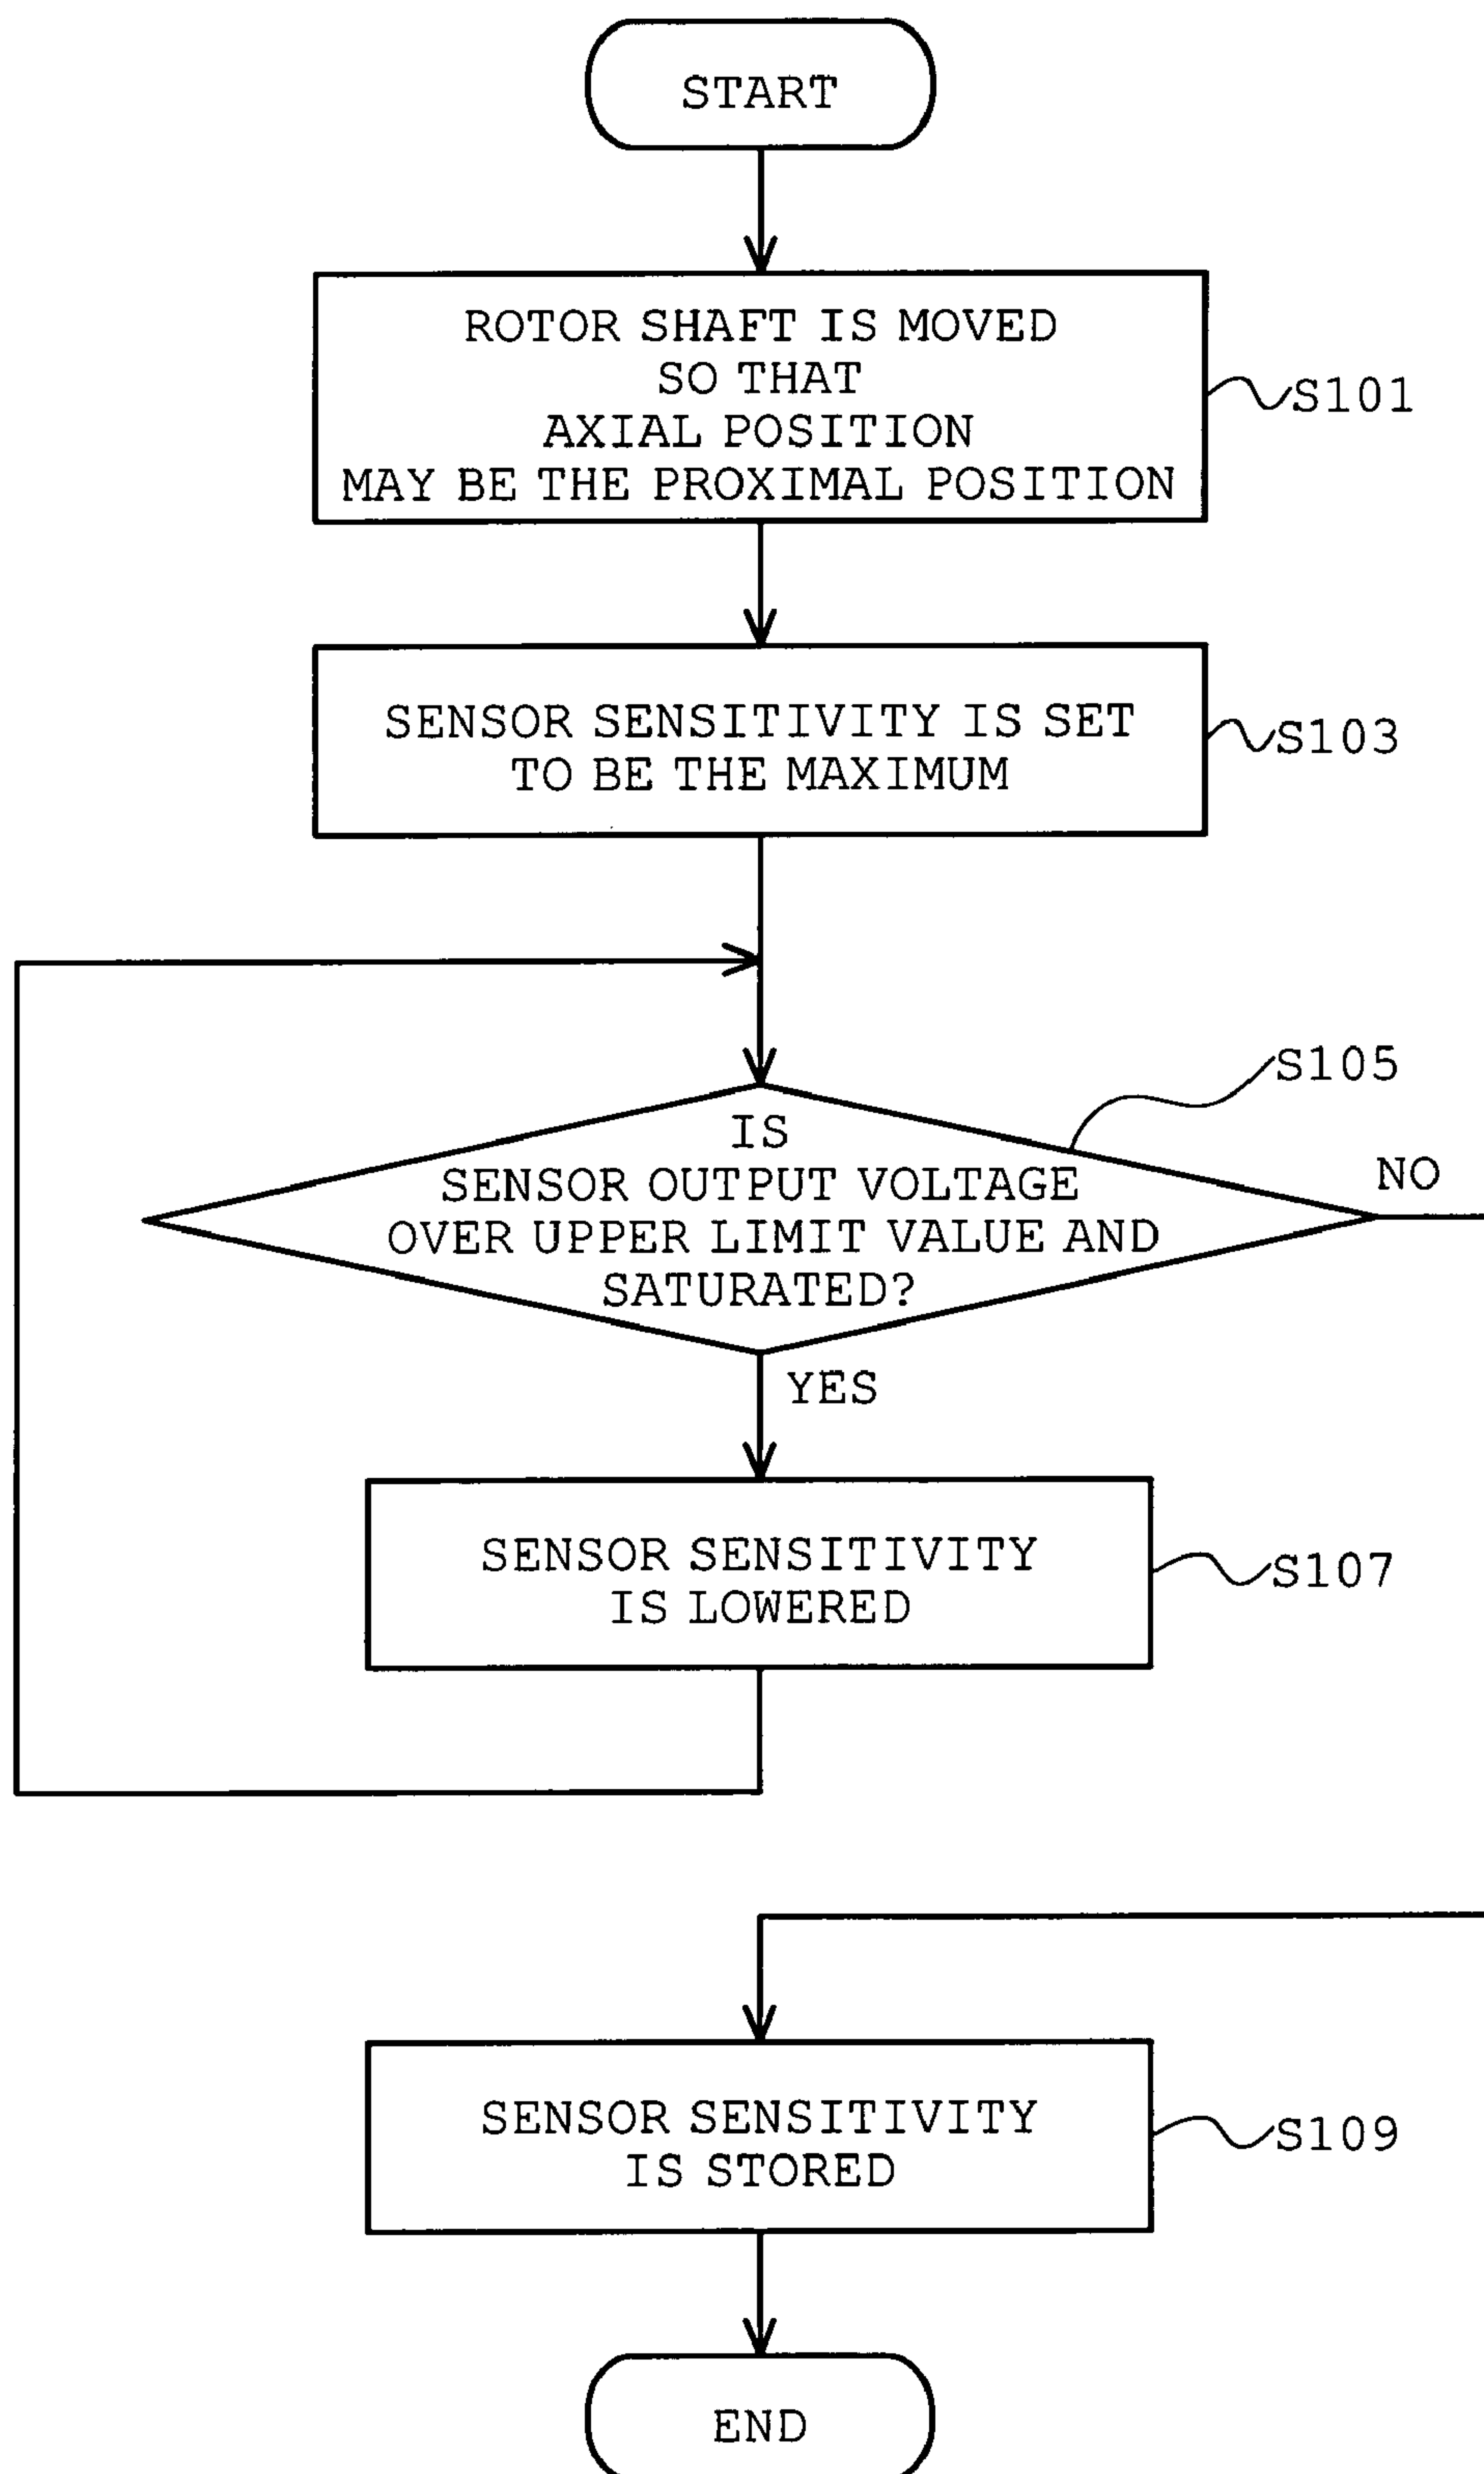 START
ROTOR SHAFT IS MOVED
SO THAT
AXIAL POSITION
MAY BE THE PROXIMAL POSITION
S101
SENSOR SENSITIVITY IS SET
TO BE THE MAXIMUM
S103
S105
IS
SENSOR OUTPUT VOLTAGE
OVER UPPER LIMIT VALUE AND
SATURATED?
NO
YES
SENSOR SENSITIVITY
IS LOWERED
S107
SENSOR SENSITIVITY
IS STORED
S109
END